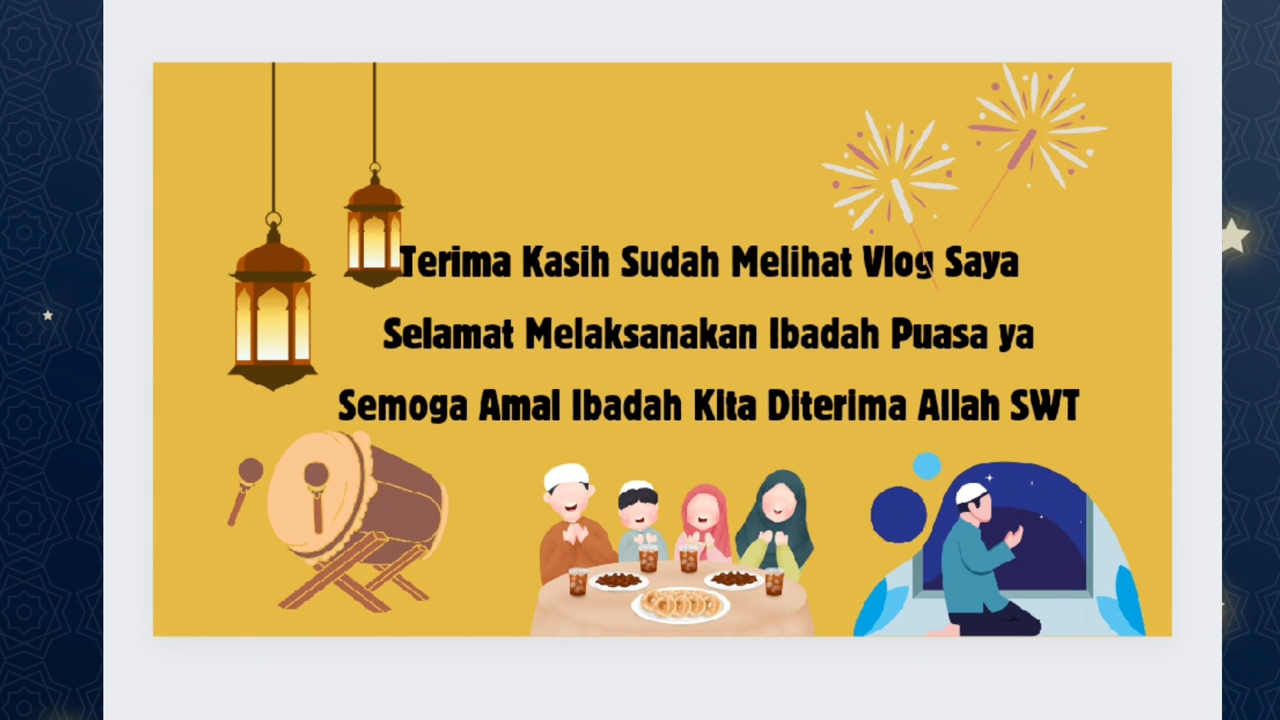 Terima Kasih Sudah Melihat Vlog Saya
Selamat Melaksanakan Ibadah Puasa ya
Semoga Amal Ibadah Kita Diterima Allah SWT